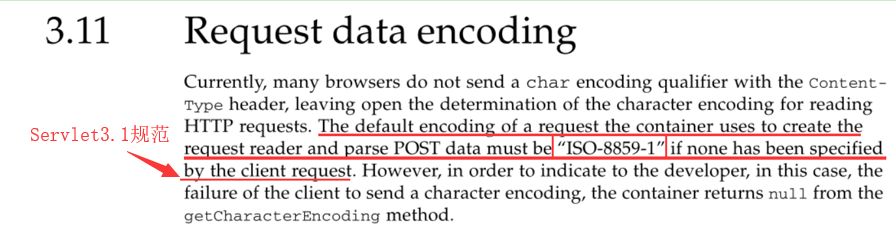 3.11 Request data encoding
Currently, many browsers do not send a char encoding qualifier with the Content-
Type header, leaving open the determination of the character encoding for reading
HTTP requests. The default encoding of a request the container uses to create the
Servlet3.1规范
request reader and parse POST data must be “ISO-8859-1” if none has been specified
by the client request. However, in order to indicate to the developer, in this case, the
failure of the client to send a character encoding, the container returns null from the
getCharacterEncoding method.